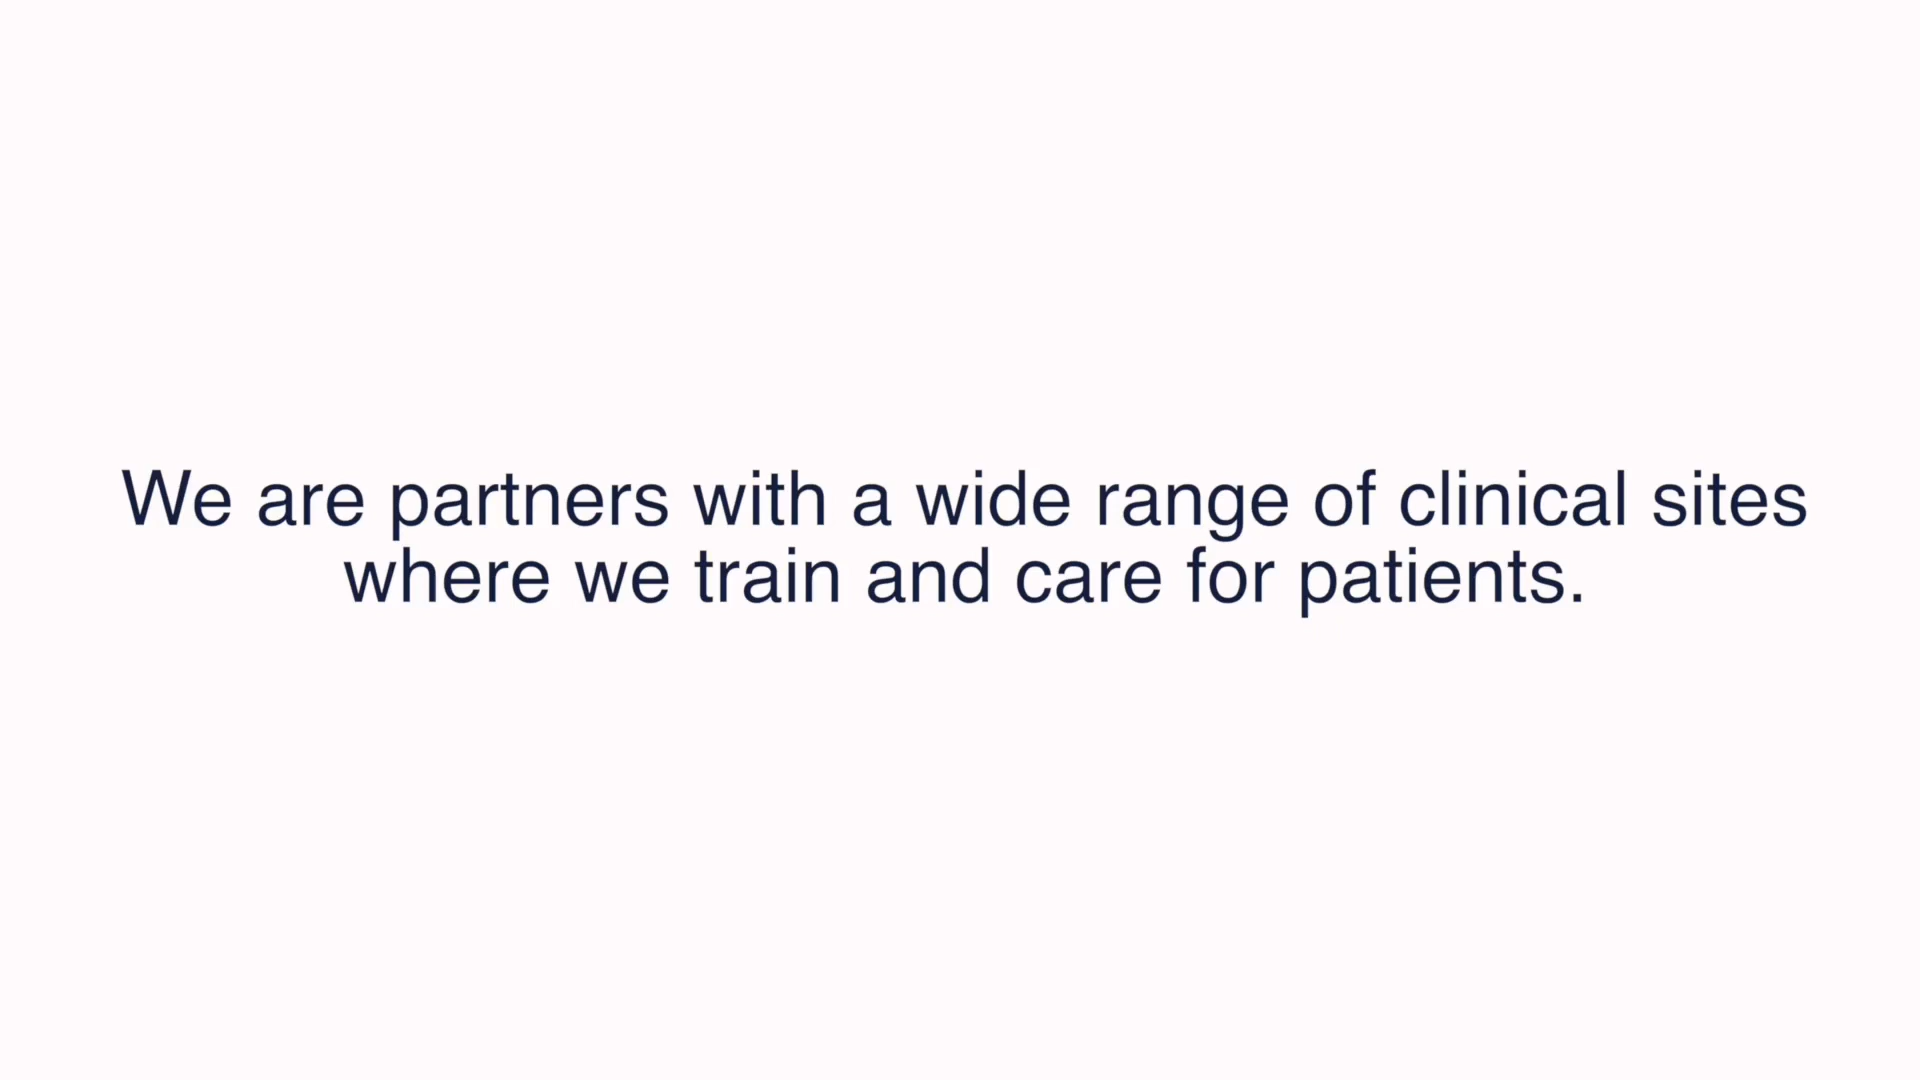 We are partners with a wide range of clinical sites
where we train and care for patients.